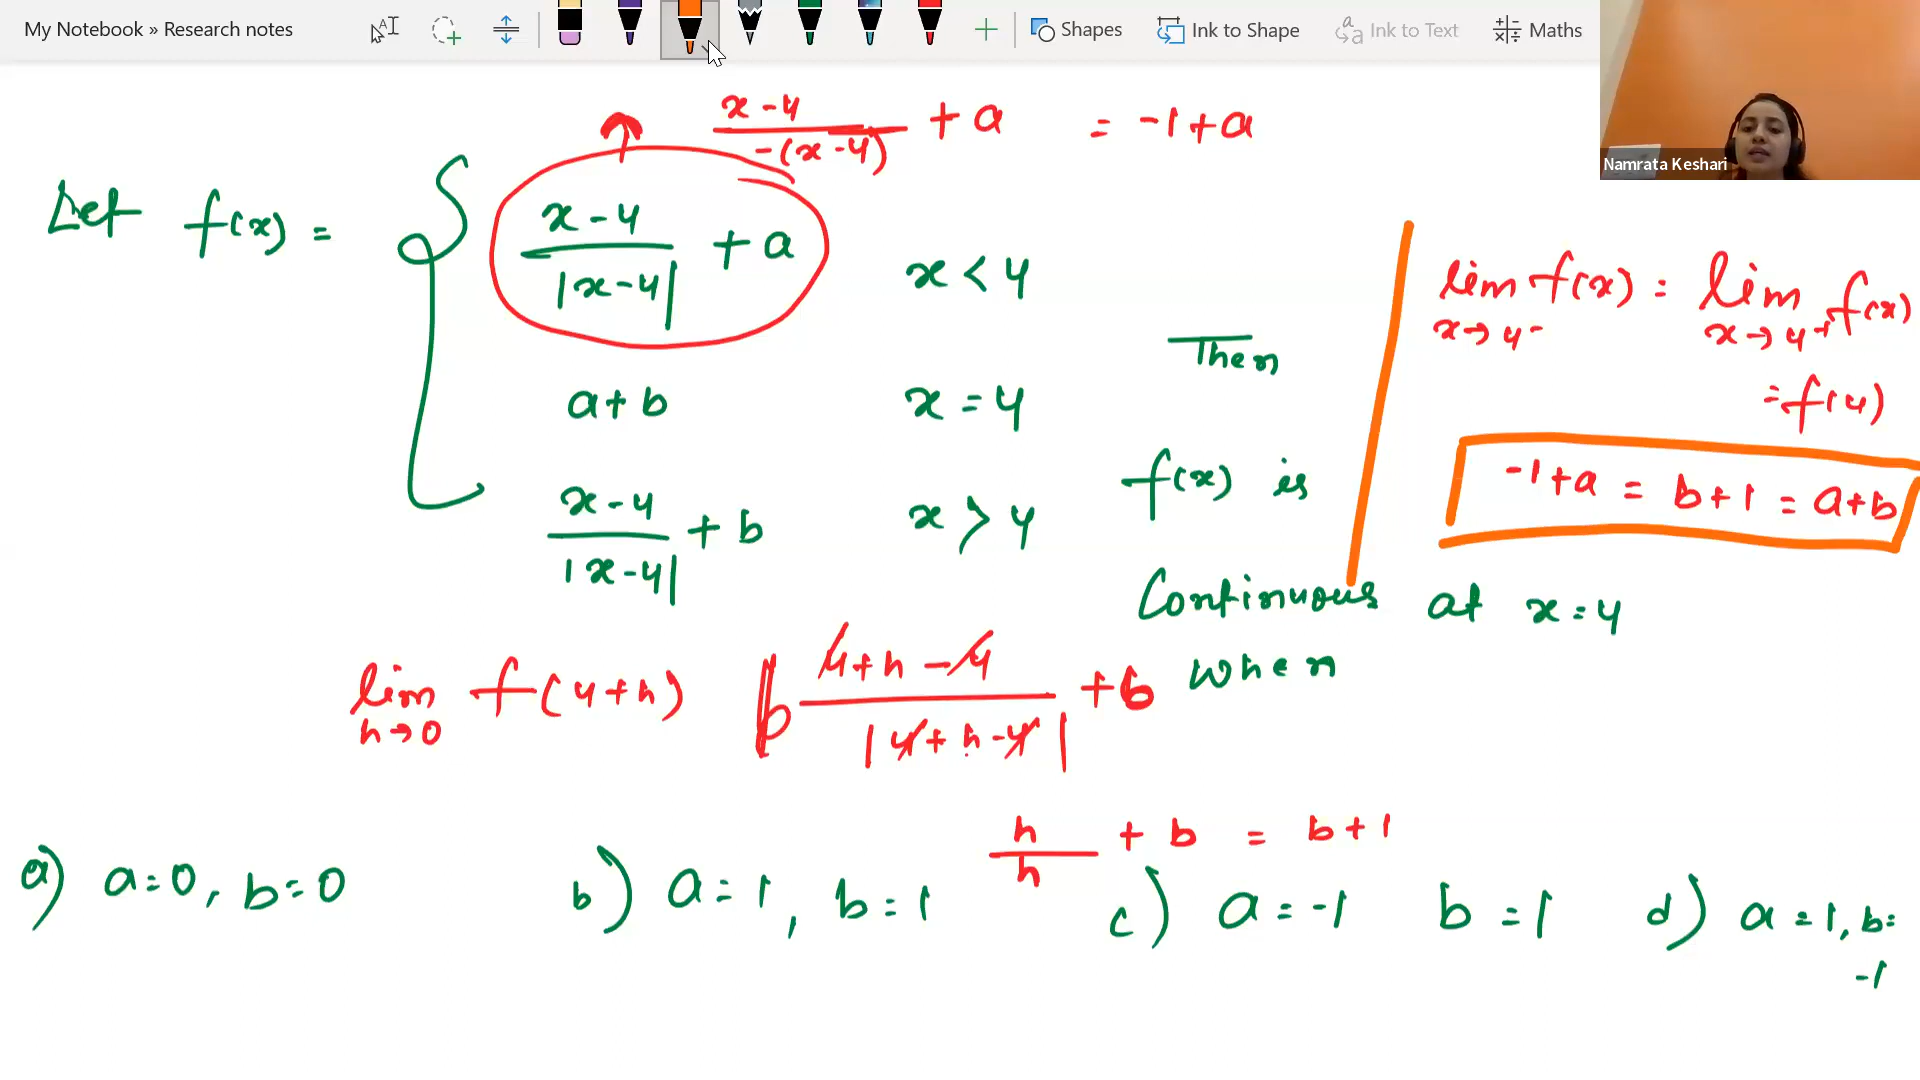 My Notebook » Research notes
Shapes
Ink to Shape
Ink to Text
Maths
Namrata Keshari
x-4 / -(x-4) + a = -1+a
Let f(x) =
x-4 / |x-4| + a x < 4
a+b x = 4
x-4 / |x-4| + b x > 4
Then
f(x) is
Continuous at x=4
when
lim x→4- f(x) = lim x→4+ f(x)
= f(4)
-1+a = b+1 = a+b
lim h→0 f(4+h) 4+h-4 / |4+h-4| + b
h / h + b = b+1
a) a=0, b=0 b) a=1, b=1 c) a=-1 b=1 d) a=1, b=
-1